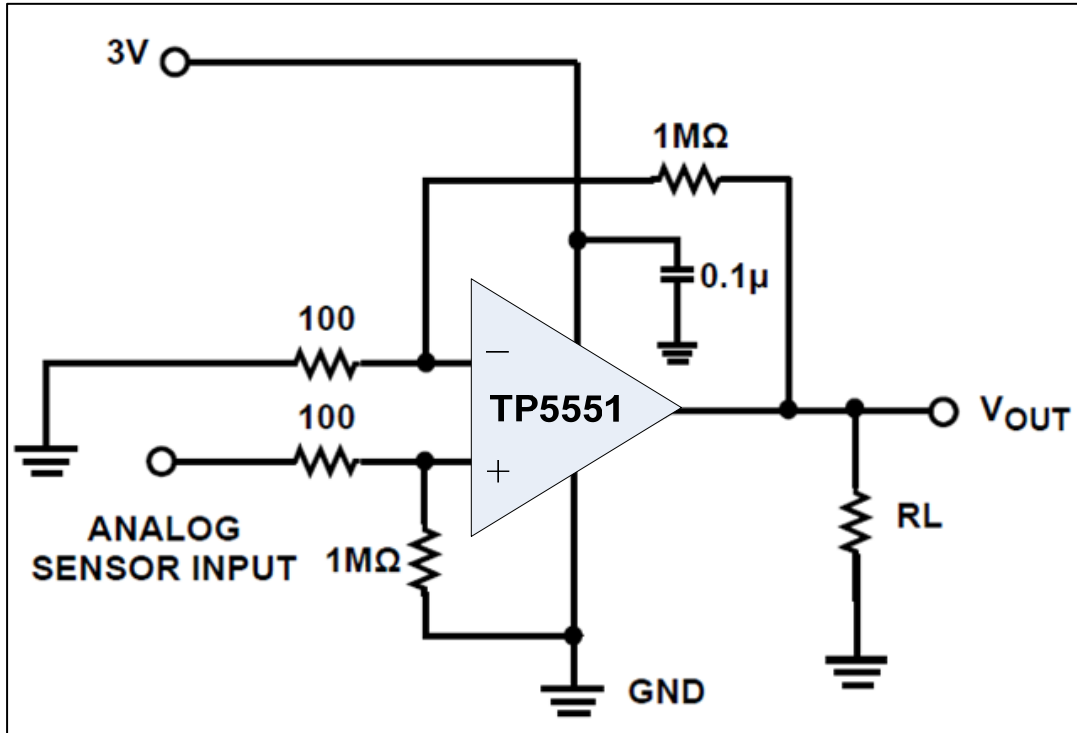 3V
1MΩ
0.1µ
100
−
TP5551
100
+
VOUT
ANALOG
SENSOR INPUT
1MΩ
RL
GND